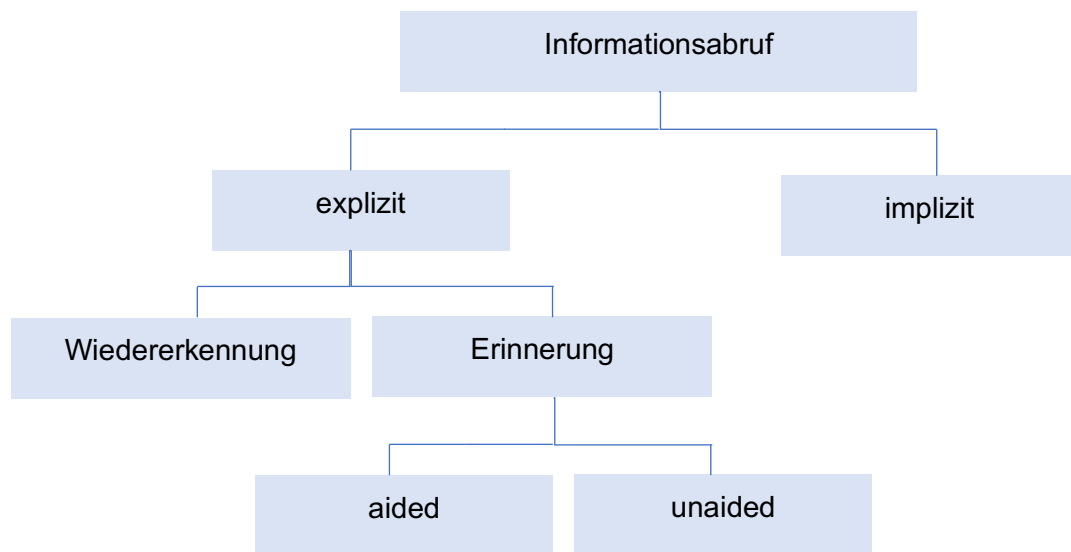 Informationsabruf
explizit
implizit
Wiedererkennung
Erinnerung
aided
unaided